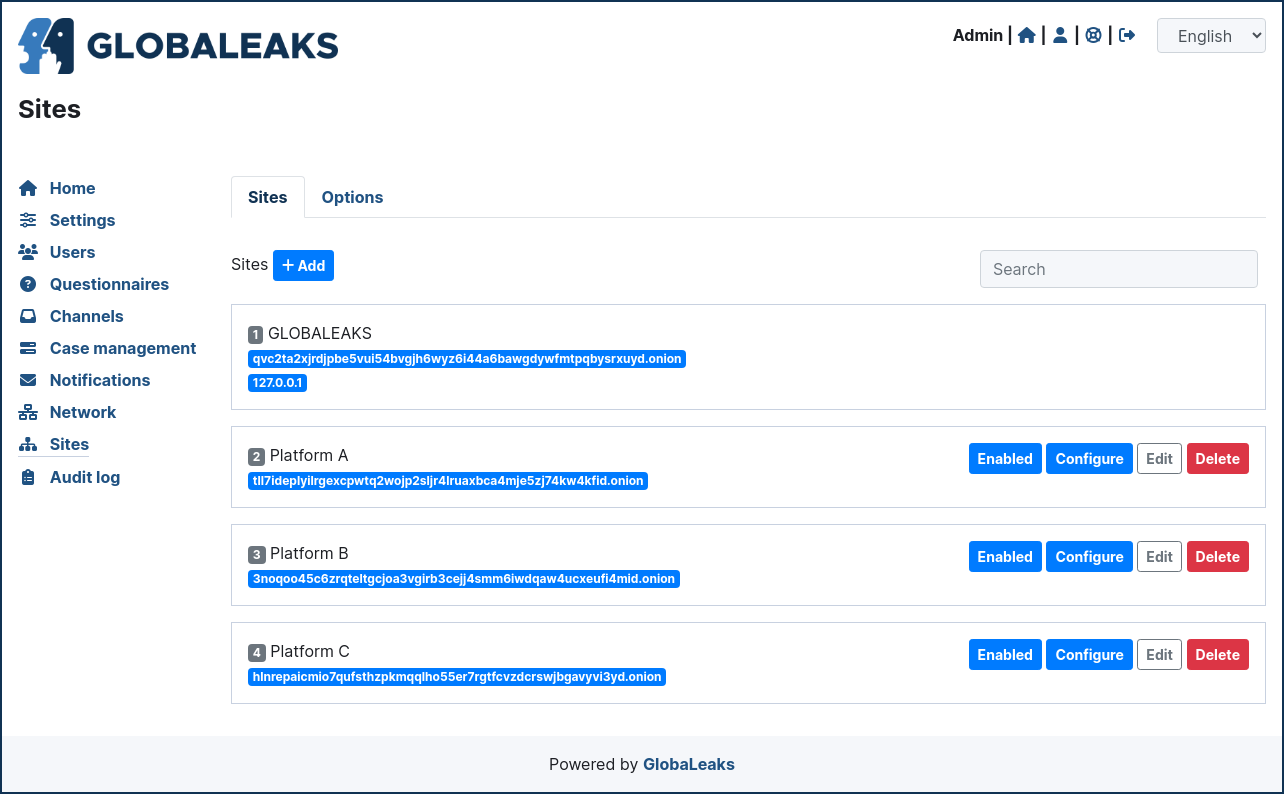 GLOBALEAKS
Admin | | | |
English
Sites
Home
Settings
Users
Questionnaires
Channels
Case management
Notifications
Network
Sites
Audit log
Sites Options
Sites + Add
Search
1 GLOBALEAKS
qvc2ta2xjrdjpbe5vui54bvgjh6wyz6i44a6bawgdywfmtpqbysrxuyd.onion
127.0.0.1
2 Platform A
Enabled Configure Edit Delete
tll7ideplyilrgexcpwtq2wojp2sljr4lruaxbca4mje5zj74kw4kfid.onion
3 Platform B
Enabled Configure Edit Delete
3noqoo45c6zrqteltgcjoa3vgirb3cejj4smm6iwdqaw4ucxeufi4mid.onion
4 Platform C
Enabled Configure Edit Delete
hlnrepaicmio7qufsthzpkmqqlho55er7rgtfcvzdcrswjbgavyvi3yd.onion
Powered by GlobaLeaks